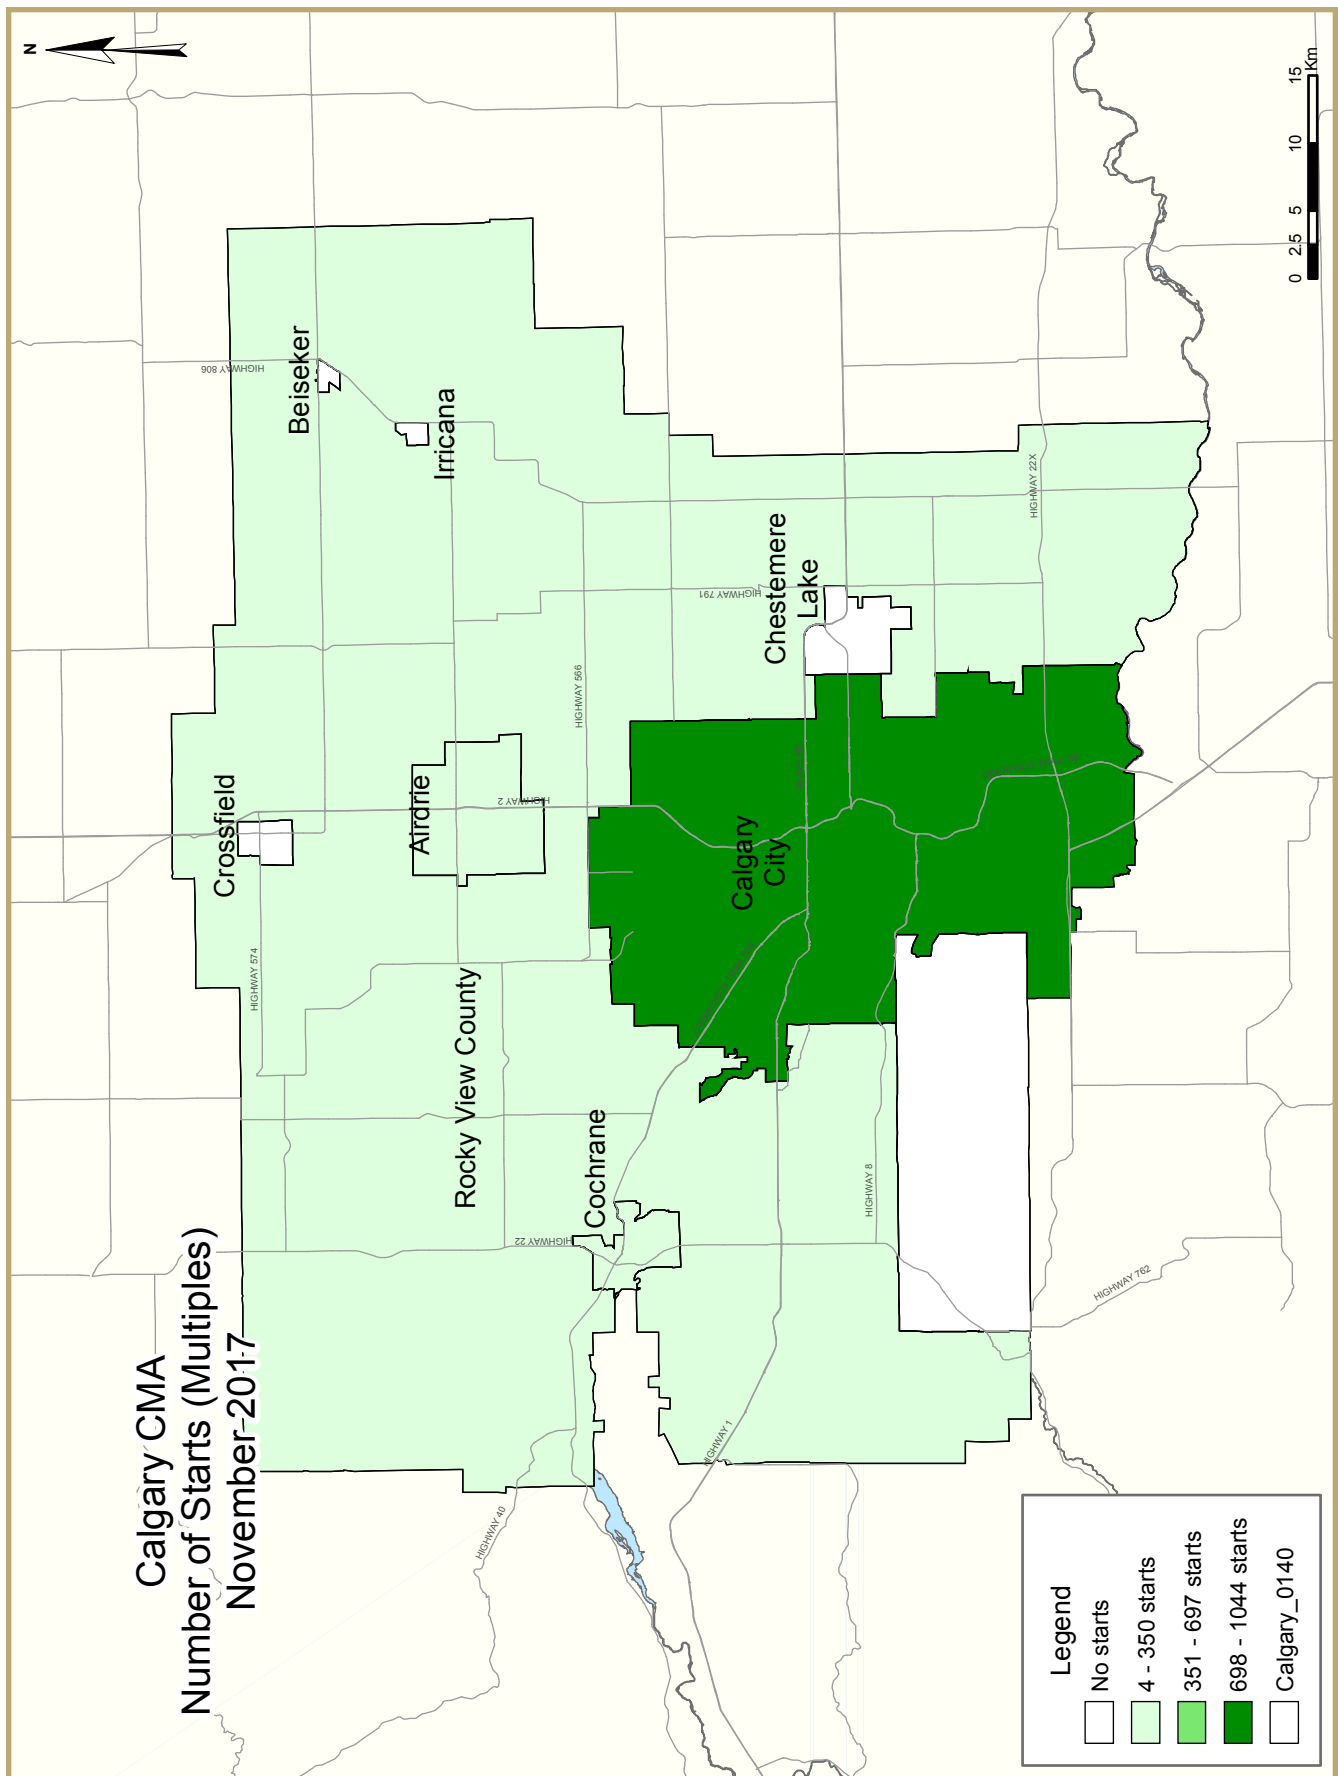 Calgary CMA
Number of Starts (Multiples)
November 2017
N
Crossfield
Beiseker
Irricana
Airdrie
Rocky View County
Cochrane
Calgary
City
Chestemere
Lake
HIGHWAY 806
HIGHWAY 574
HIGHWAY 2
HIGHWAY 566
HIGHWAY 791
HIGHWAY 22X
HIGHWAY 22
HIGHWAY 8
HIGHWAY 762
HIGHWAY 1
HIGHWAY 40
Legend
No starts
4 - 350 starts
351 - 697 starts
698 - 1044 starts
Calgary_0140
0 2.5 5 10 15
Km